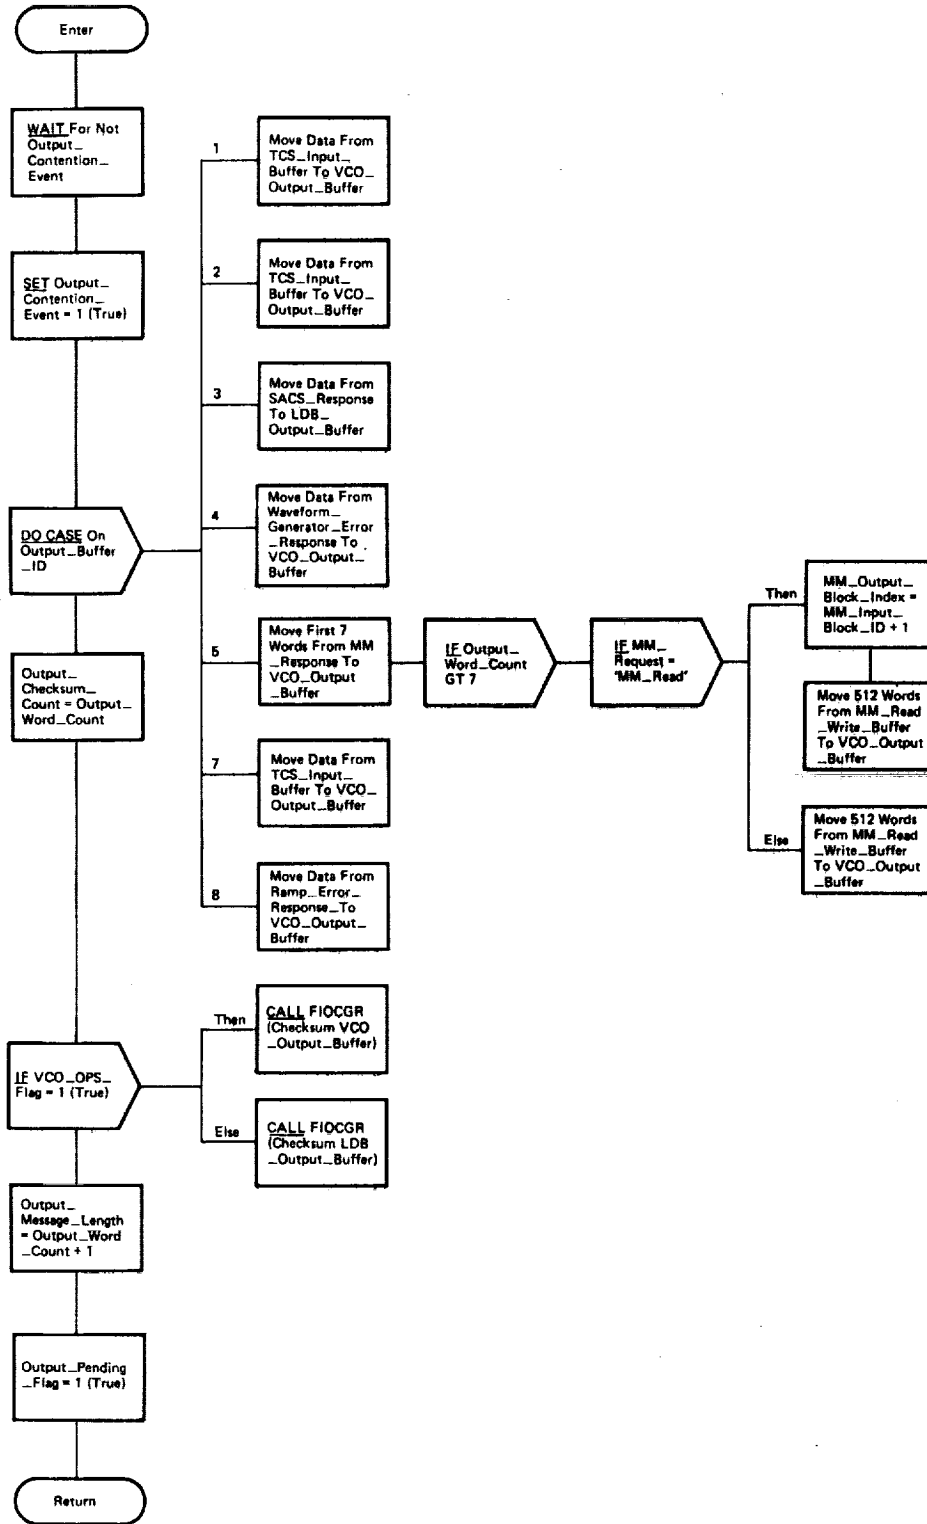 Enter
WAIT For Not
Output_
Contention_
Event
SET Output_
Contention_
Event = 1 (True)
DO CASE On
Output_Buffer
_ID
1
Move Data From
TCS_Input_
Buffer To VCO_
Output_Buffer
2
Move Data From
TCS_Input_
Buffer To VCO_
Output_Buffer
3
Move Data From
SACS_Response
To LDB_
Output_Buffer
4
Move Data From
Waveform_
Generator_Error
_Response To
VCO_Output_
Buffer
5
Move First 7
Words From MM
_Response To
VCO_Output
_Buffer
IF Output_
Word_Count
GT 7
IF MM_
Request =
'MM_Read'
Then
MM_Output_
Block_Index =
MM_Input_
Block_ID + 1
Move 512 Words
From MM_Read
_Write_Buffer
To VCO_Output
_Buffer
Else
Move 512 Words
From MM_Read
_Write_Buffer
To VCO_Output
_Buffer
7
Move Data From
TCS_Input_
Buffer To VCO_
Output_Buffer
8
Move Data From
Ramp_Error_
Response_To
VCO_Output_
Buffer
Output_
Checksum_
Count = Output_
Word_Count
IF VCO_OPS_
Flag = 1 (True)
Then
CALL FIOCGR
(Checksum VCO
_Output_Buffer)
Else
CALL FIOCGR
(Checksum LDB
_Output_Buffer)
Output_
Message_Length
= Output_Word
_Count + 1
Output_Pending
_Flag = 1 (True)
Return